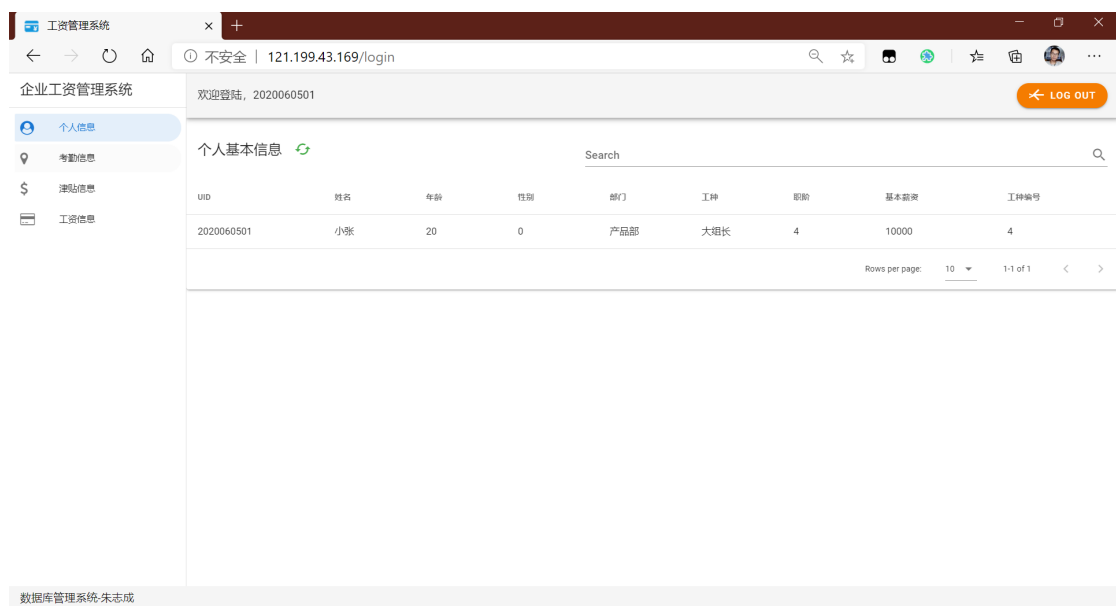 工资管理系统
不安全 | 121.199.43.169/login
企业工资管理系统
欢迎登陆，2020060501
LOG OUT
个人信息
考勤信息
津贴信息
工资信息
个人基本信息
Search
UID 姓名 年龄 性别 部门 工种 职阶 基本薪资 工种编号
2020060501 小张 20 0 产品部 大组长 4 10000 4
Rows per page: 10 1-1 of 1
数据库管理系统-朱志成